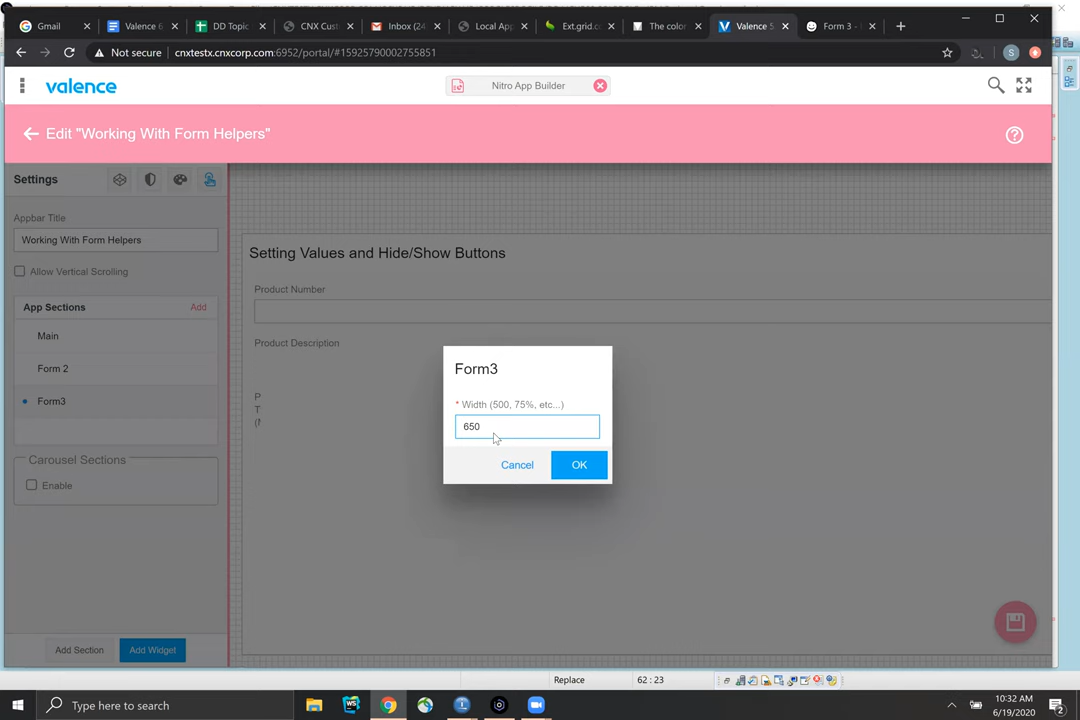 Gmail
Valence 6
DD Topic
CNX Cust
Inbox (24
Local App
Ext.grid.c
The color
Valence 5
Form 3 -
Not secure
cnxtestx.cnxcorp.com:6952/portal/#15925790002755851
S
valence
Nitro App Builder
Edit "Working With Form Helpers"
Settings
Appbar Title
Working With Form Helpers
Allow Vertical Scrolling
App Sections
Add
Main
Form 2
Form3
Carousel Sections
Enable
Add Section
Add Widget
Setting Values and Hide/Show Buttons
Product Number
Product Description
P
T
(
Form3
* Width (500, 75%, etc...)
650
Cancel
OK
Replace
62 : 23
Type here to search
WS
10:32 AM
6/19/2020
2